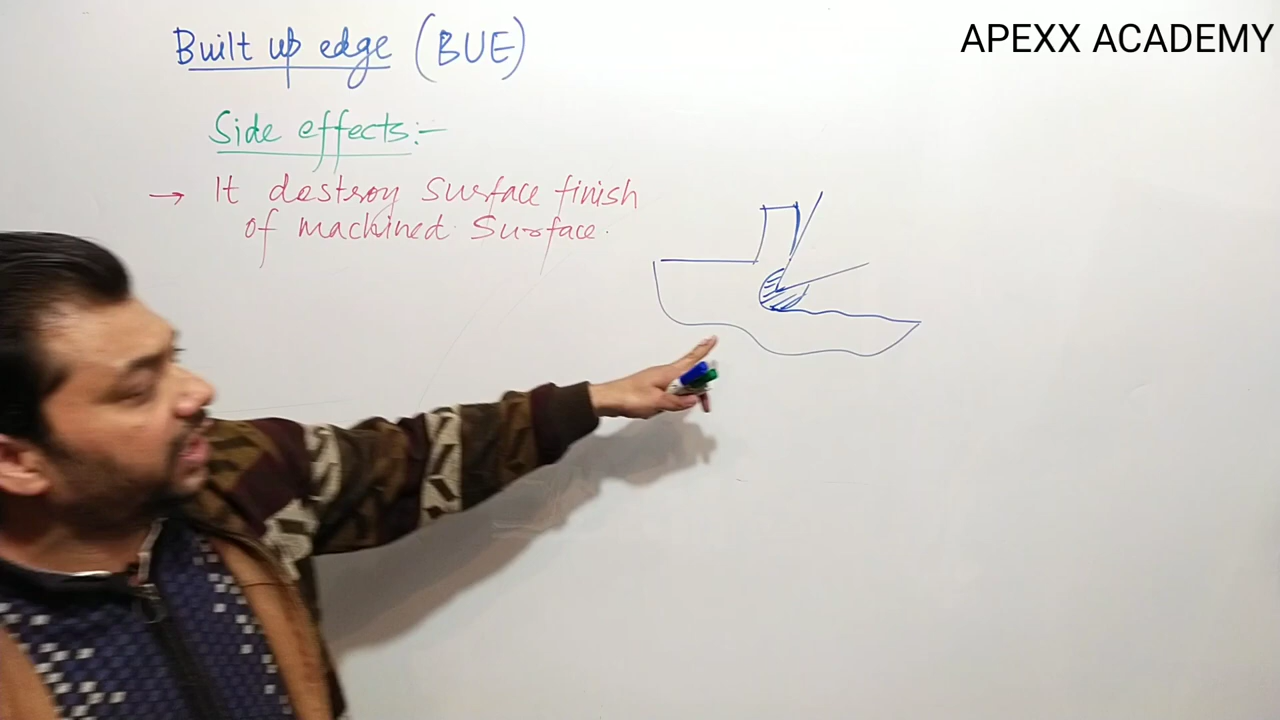 APEXX ACADEMY
Built up edge (BUE)
Side effects:-
→ It destroy Surface finish
of machined Surface.